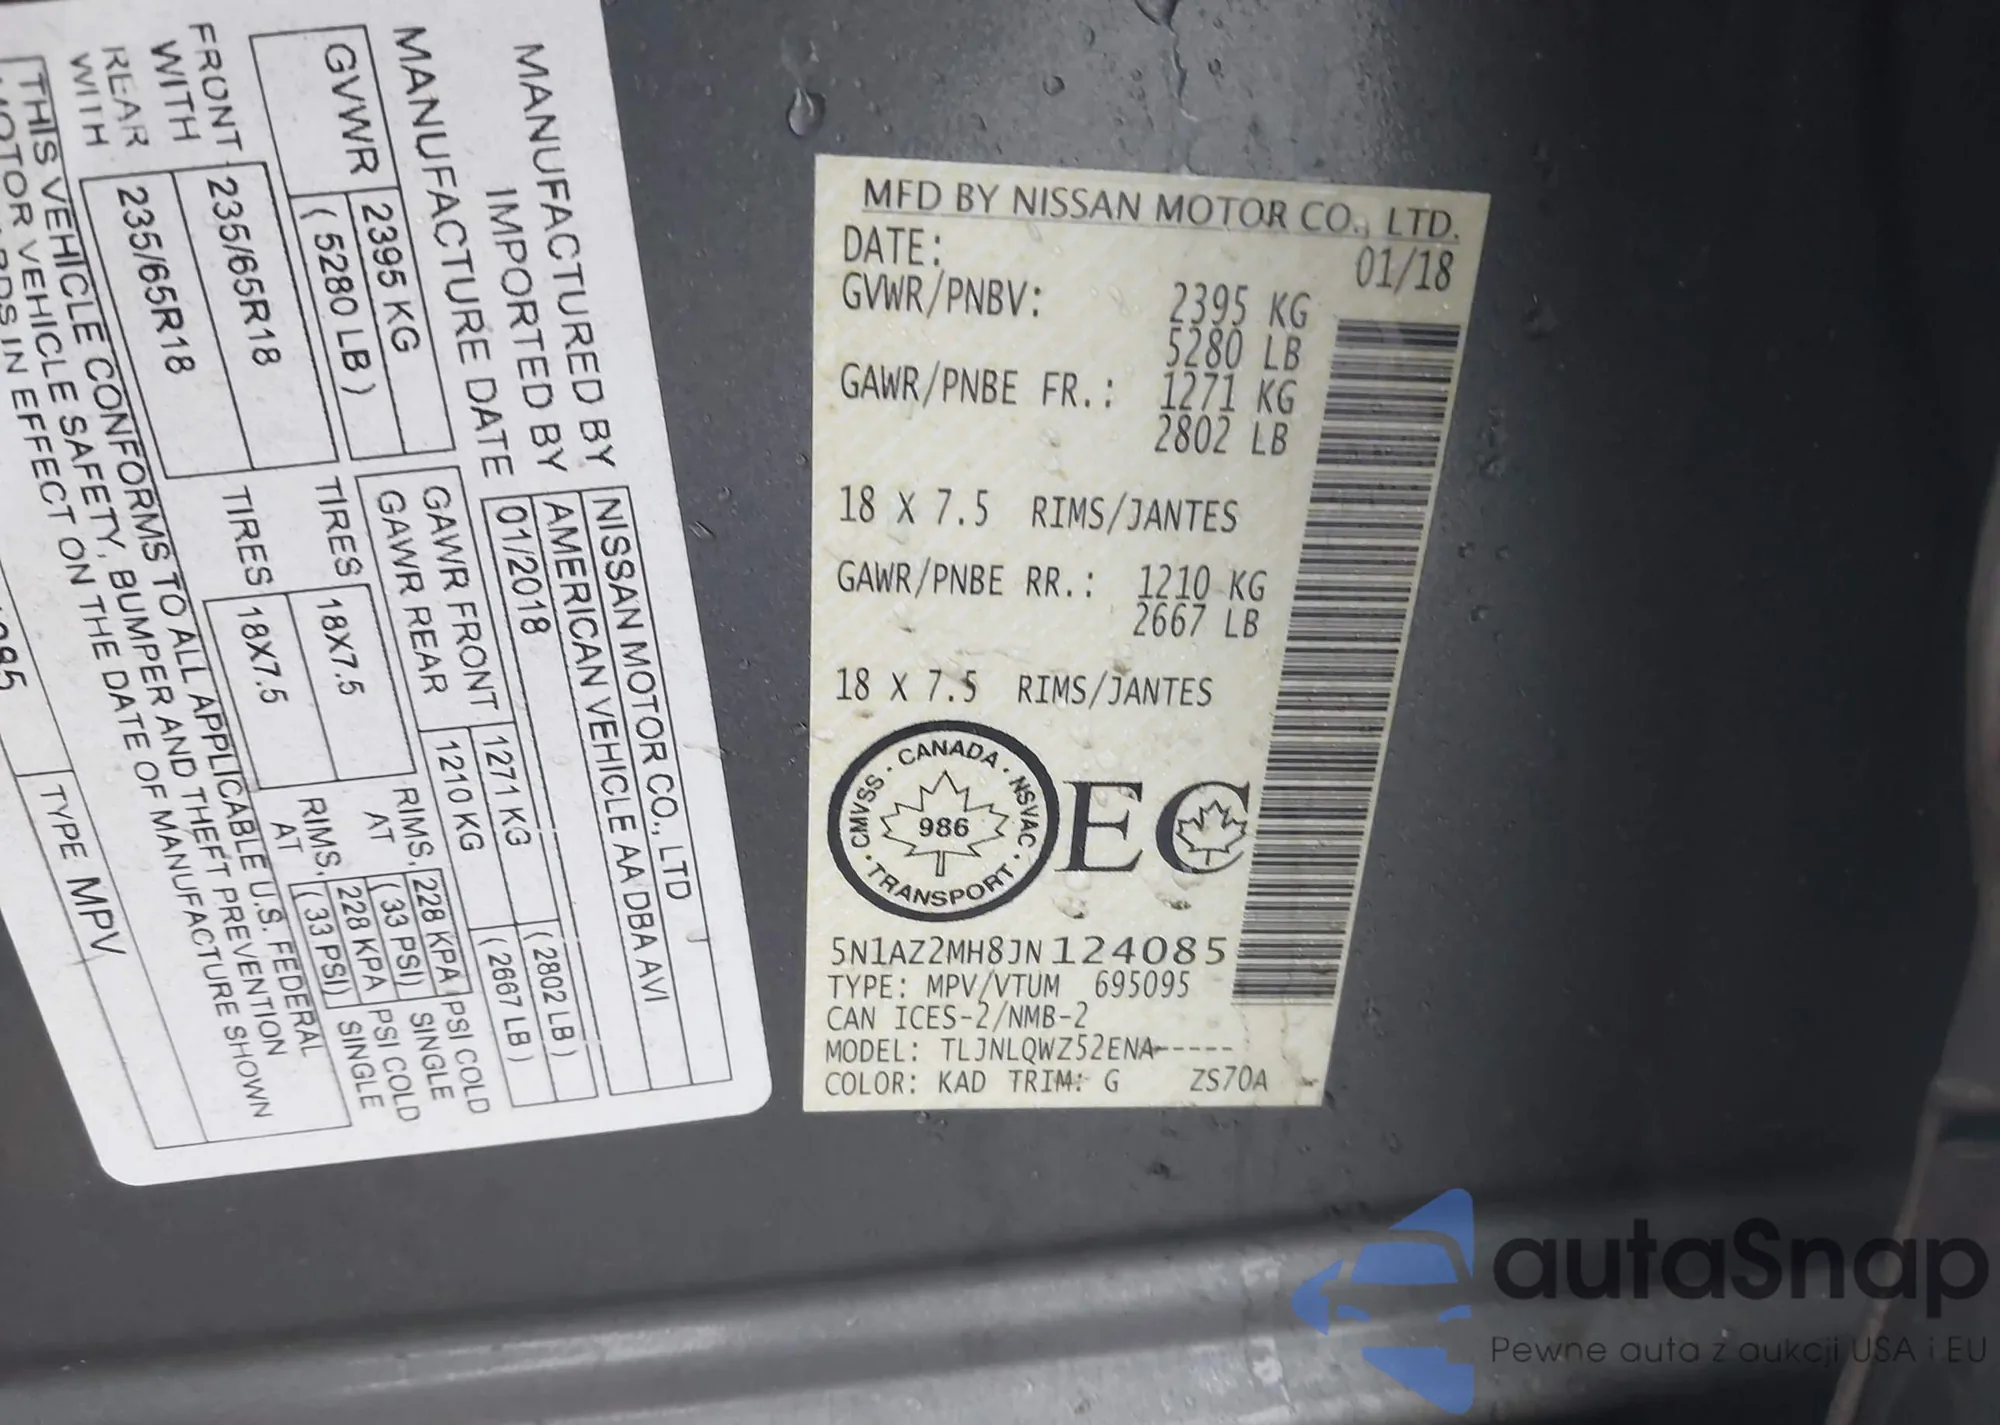 MANUFACTURED BY NISSAN MOTOR CO., LTD
IMPORTED BY AMERICAN VEHICLE AA DBA AVI
MANUFACTURE DATE 01/2018
GVWR 2395 KG
( 5280 LB )
GAWR FRONT 1271 KG ( 2802 LB )
GAWR REAR 1210 KG ( 2667 LB )
FRONT WITH 235/65R18 TIRES 18X7.5 RIMS, AT 228 KPA ( 33 PSI) PSI COLD SINGLE
REAR WITH 235/65R18 TIRES 18X7.5 RIMS, AT 228 KPA ( 33 PSI) PSI COLD SINGLE
THIS VEHICLE CONFORMS TO ALL APPLICABLE U.S. FEDERAL
MOTOR VEHICLE SAFETY, BUMPER AND THEFT PREVENTION
IN EFFECT ON THE DATE OF MANUFACTURE SHOWN
TYPE MPV
MFD BY NISSAN MOTOR CO., LTD.
DATE: 01/18
GVWR/PNBV: 2395 KG
5280 LB
GAWR/PNBE FR.: 1271 KG
2802 LB
18 X 7.5 RIMS/JANTES
GAWR/PNBE RR.: 1210 KG
2667 LB
18 X 7.5 RIMS/JANTES
CANADA · NSVAC · TRANSPORT · CMVSS ·
986
EC
5N1AZ2MH8JN124085
TYPE: MPV/VTUM 695095
CAN ICES-2/NMB-2
MODEL: TLJNLQWZ52ENA-----
COLOR: KAD TRIM: G ZS70A
autaSnap
Pewne auta z aukcji USA i EU